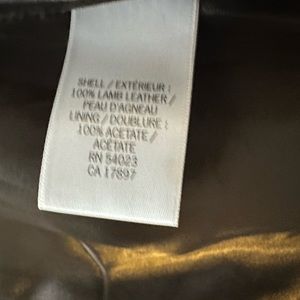 SHELL / EXTÉRIEUR :
100% LAMB LEATHER /
PEAU D'AGNEAU
LINING / DOUBLURE :
100% ACETATE /
ACÉTATE
RN 54023
CA 17897